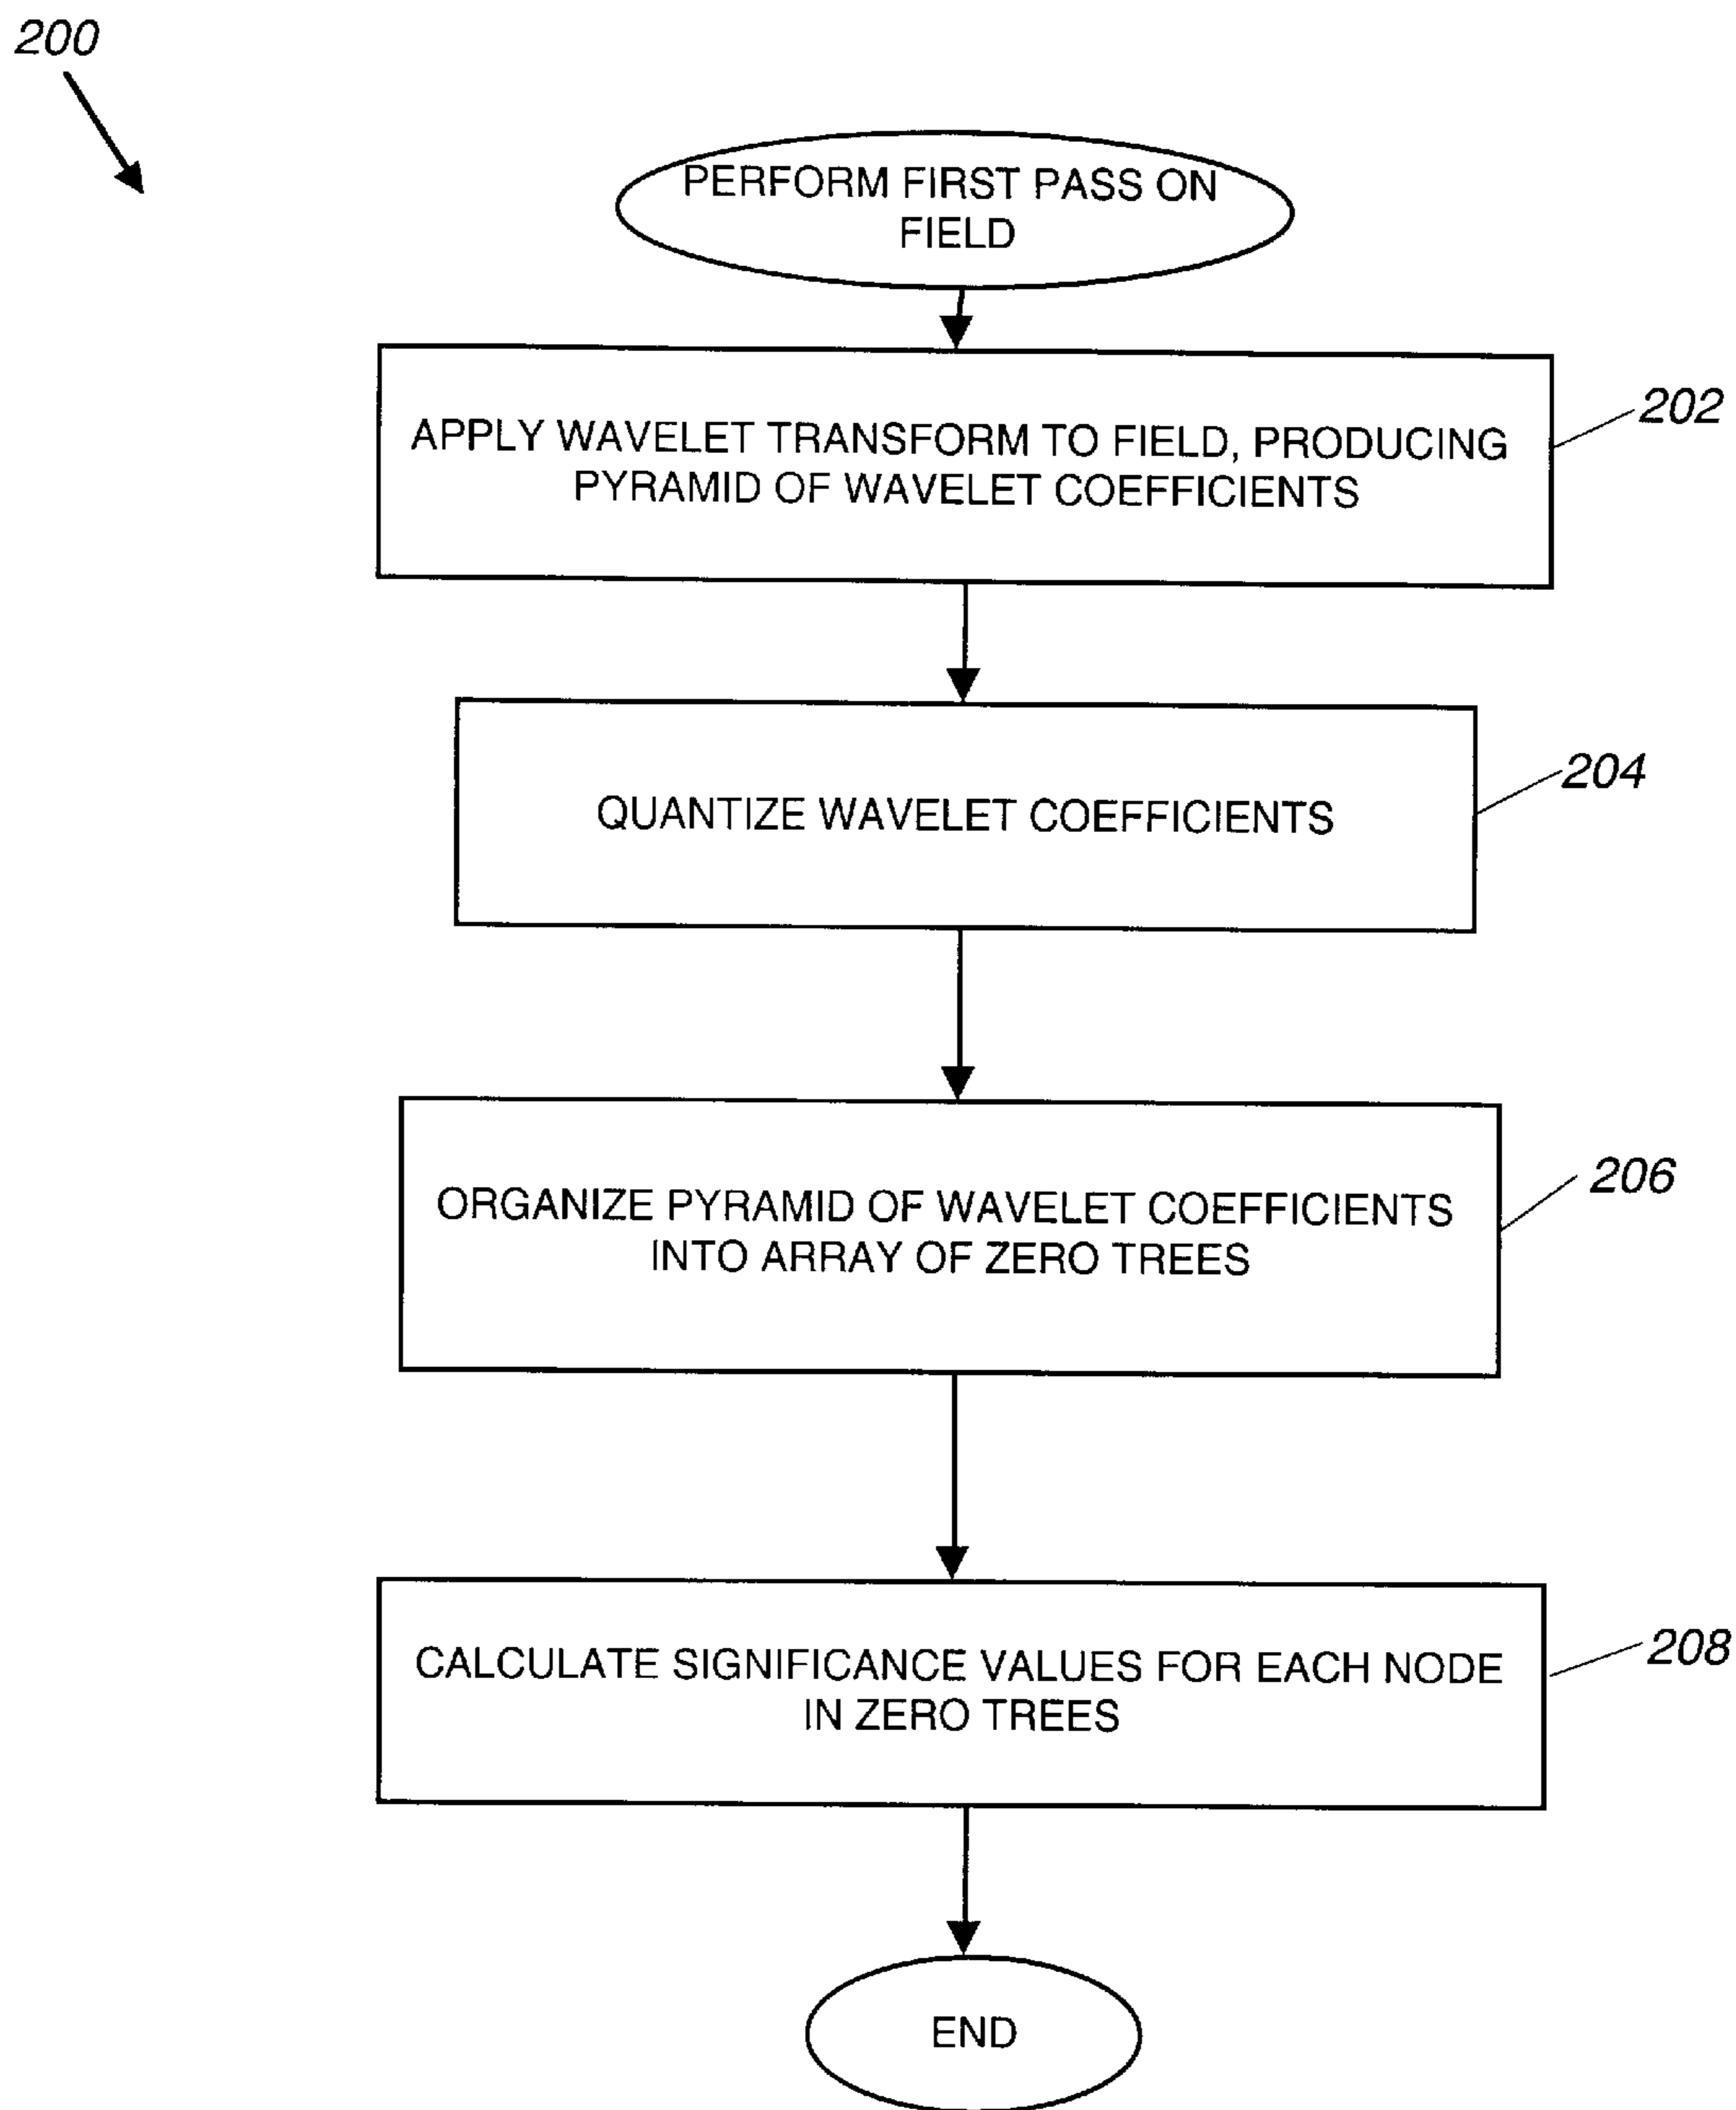 200
PERFORM FIRST PASS ON
FIELD
APPLY WAVELET TRANSFORM TO FIELD, PRODUCING
PYRAMID OF WAVELET COEFFICIENTS
202
QUANTIZE WAVELET COEFFICIENTS
204
ORGANIZE PYRAMID OF WAVELET COEFFICIENTS
INTO ARRAY OF ZERO TREES
206
CALCULATE SIGNIFICANCE VALUES FOR EACH NODE
IN ZERO TREES
208
END